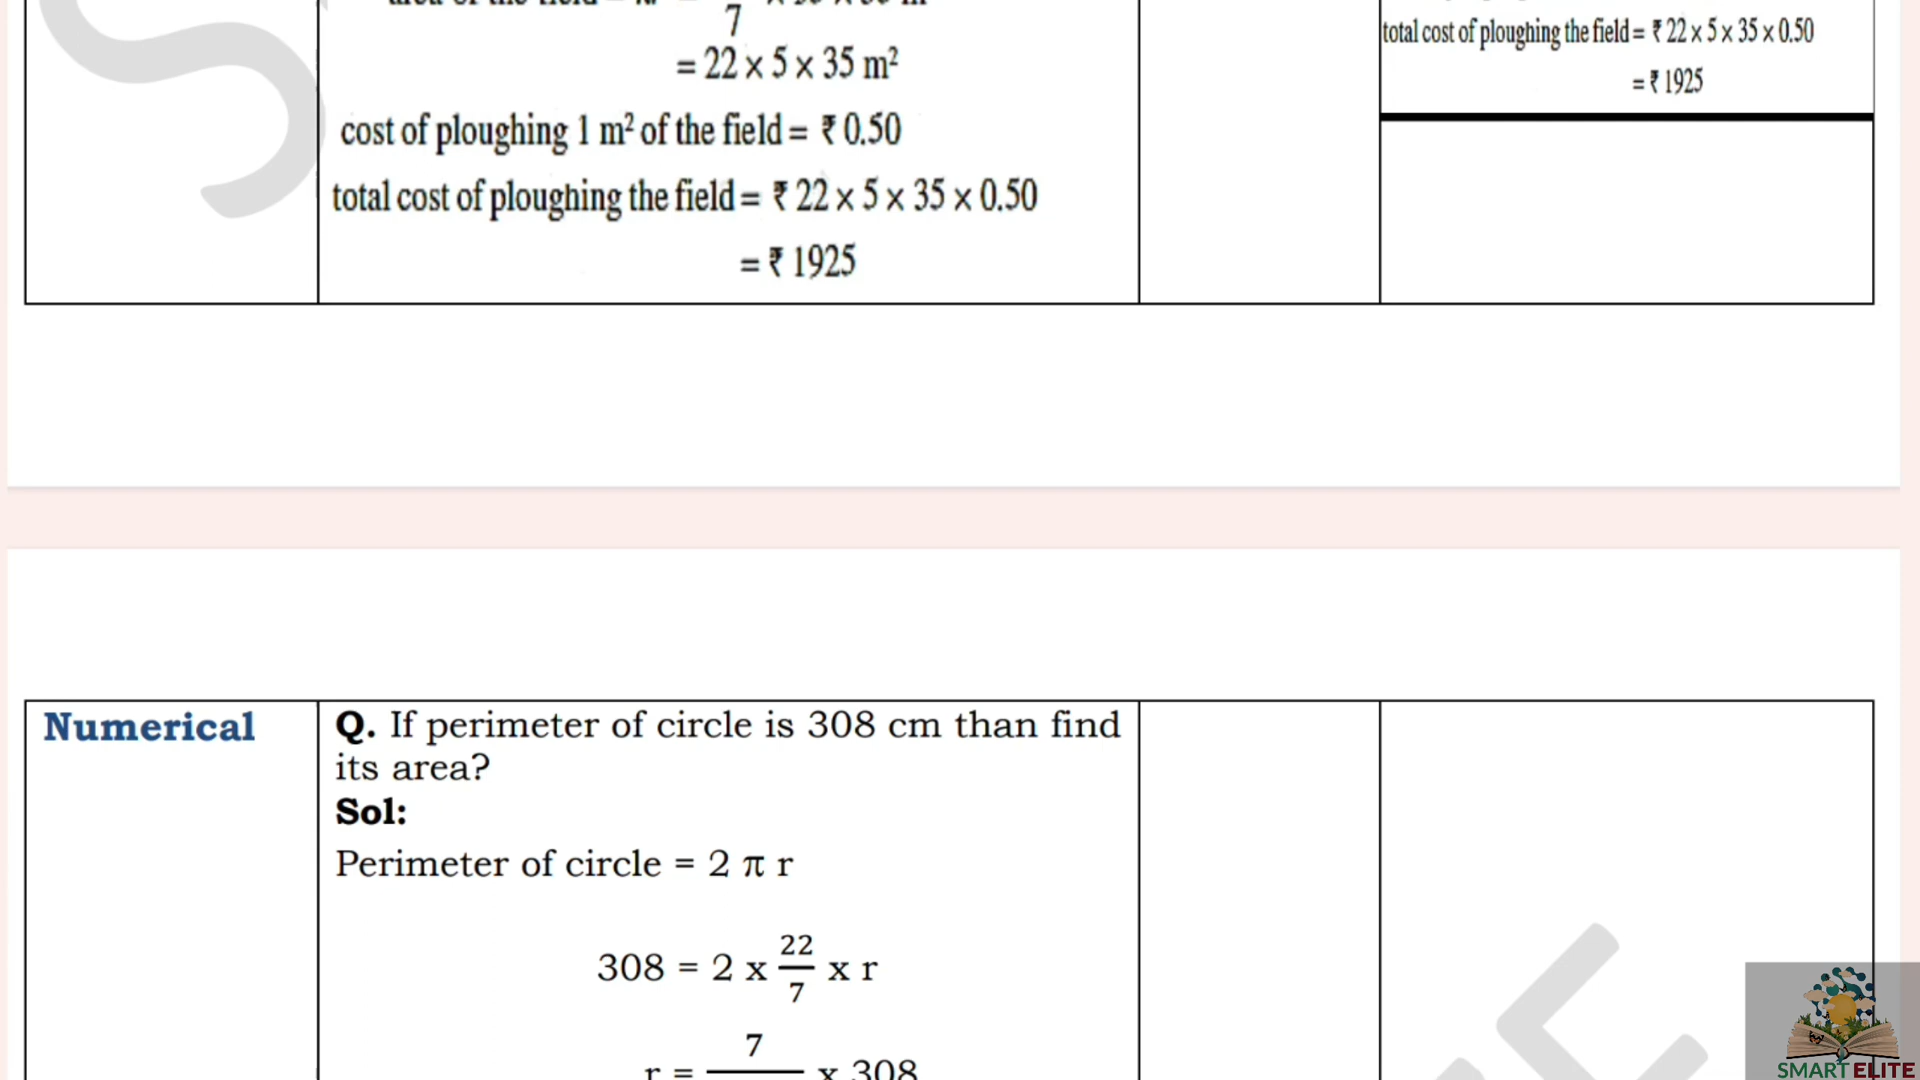 7
= 22 x 5 x 35 m²
cost of ploughing 1 m² of the field = ₹ 0.50
total cost of ploughing the field = ₹ 22 x 5 x 35 x 0.50
= ₹ 1925
total cost of ploughing the field = ₹ 22 x 5 x 35 x 0.50
= ₹ 1925
Numerical
Q. If perimeter of circle is 308 cm than find
its area?
Sol:
Perimeter of circle = 2 π r
308 = 2 x 22/7 x r
7
r = x 308
SMART ELITE